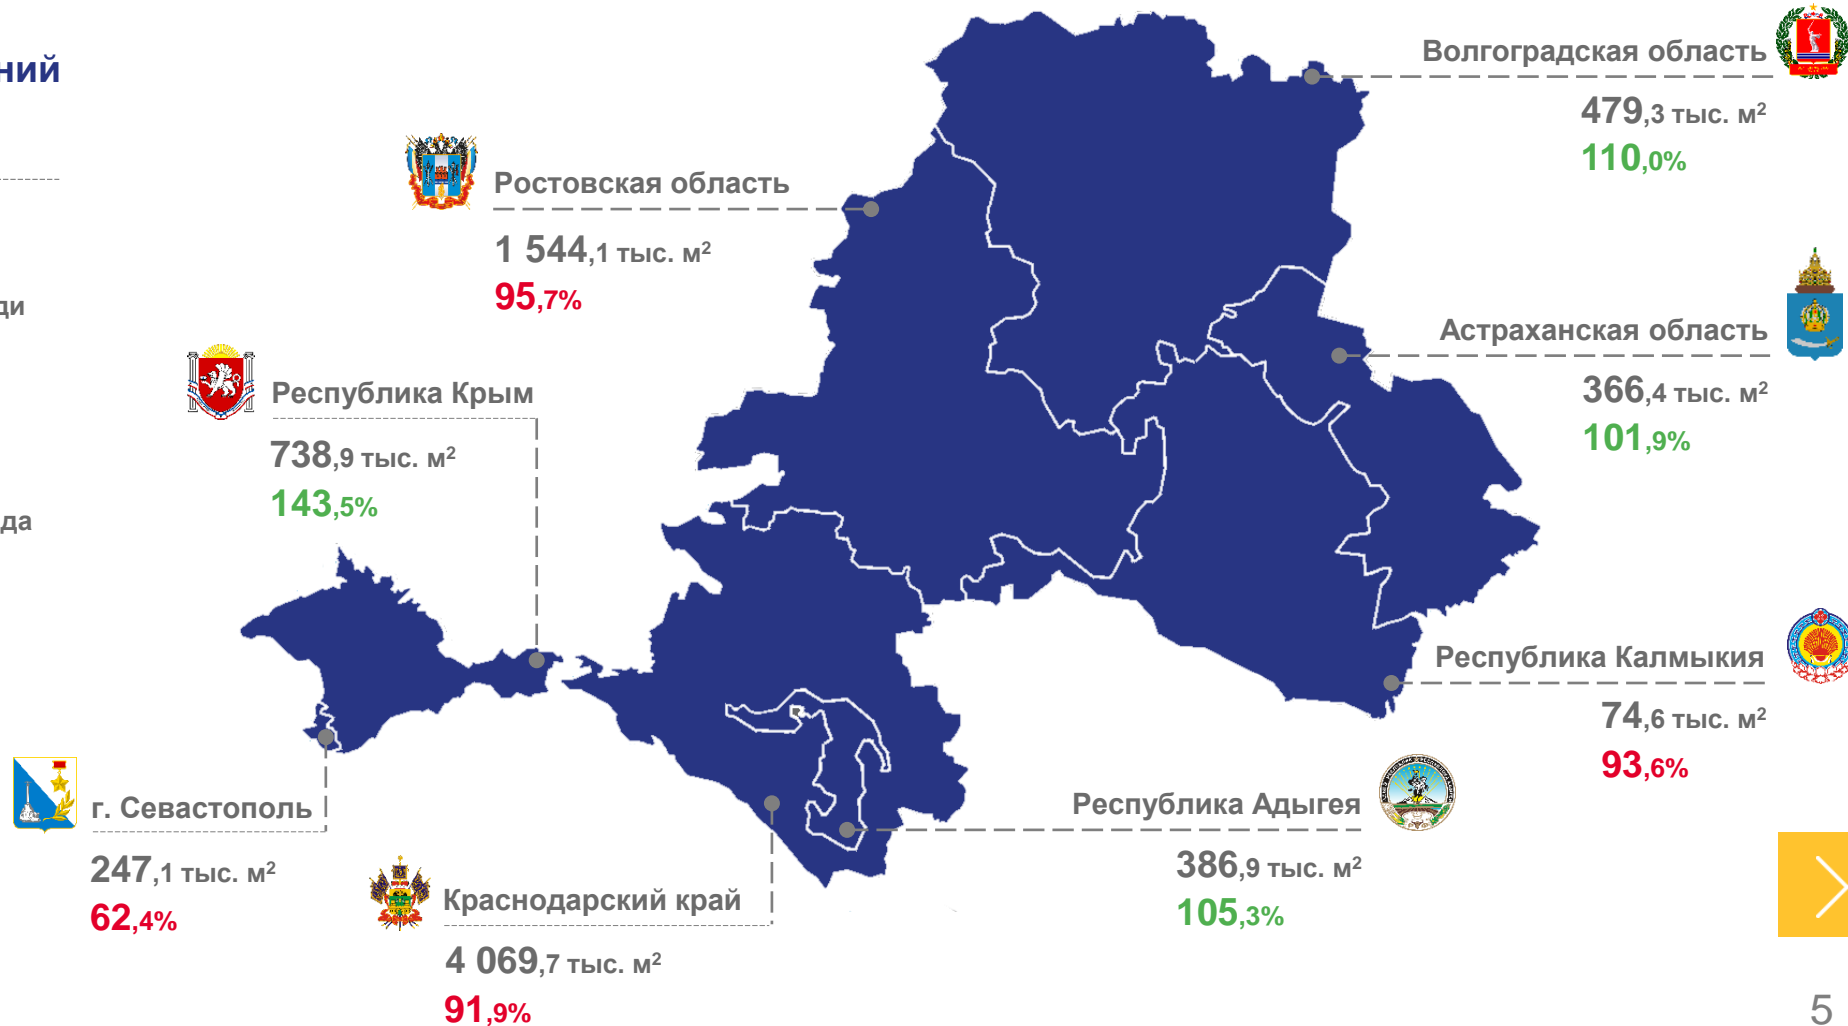 ний
ди
да
Волгоградская область
479,3 тыс. м²
110,0%
Ростовская область
1 544,1 тыс. м²
95,7%
Астраханская область
366,4 тыс. м²
101,9%
Республика Крым
738,9 тыс. м²
143,5%
Республика Калмыкия
74,6 тыс. м²
93,6%
г. Севастополь
247,1 тыс. м²
62,4%
Республика Адыгея
386,9 тыс. м²
105,3%
Краснодарский край
4 069,7 тыс. м²
91,9%
5